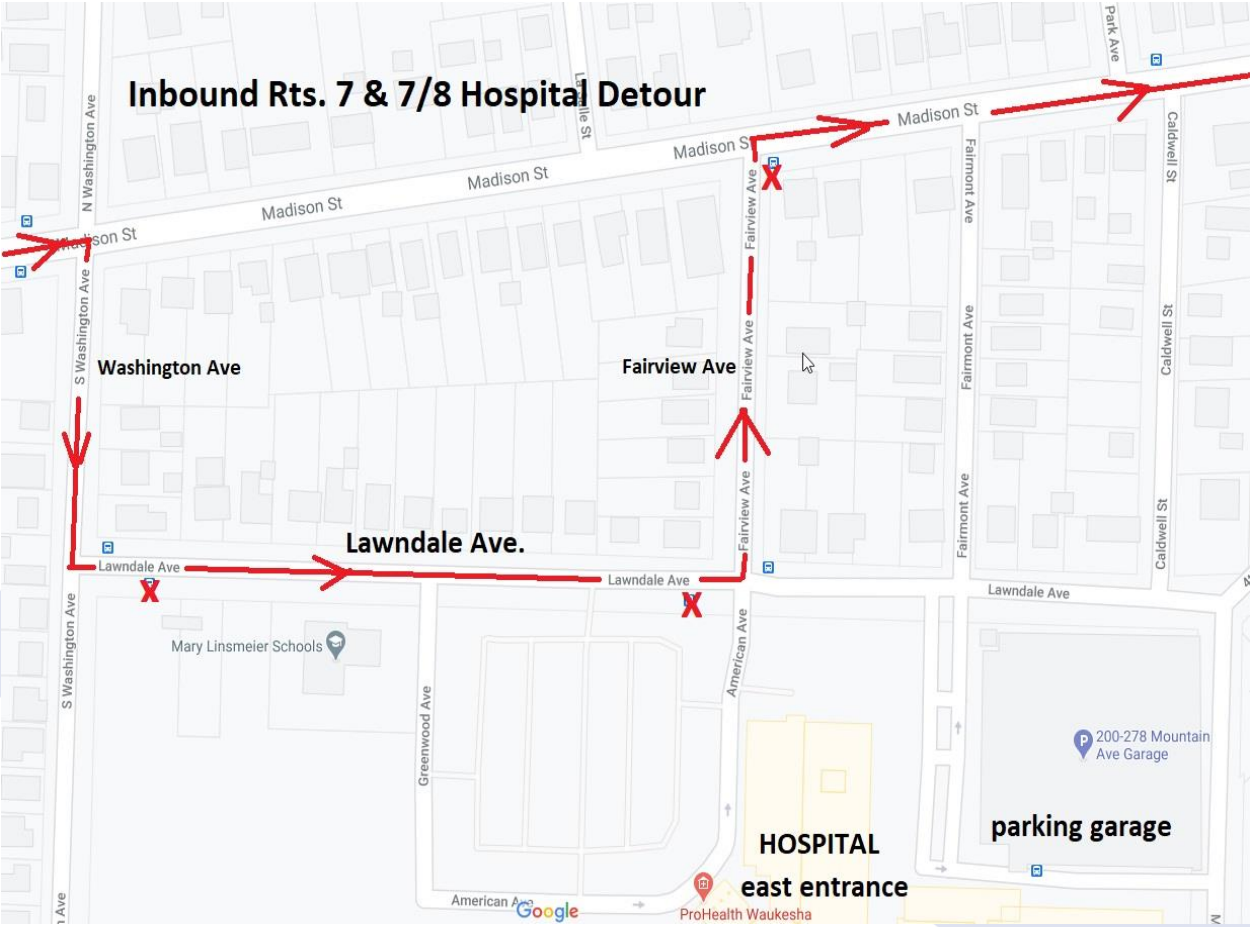 Inbound Rts. 7 & 7/8 Hospital Detour
Park Ave
N Washington Ave
Madison St
Madison St
Madison St
Madison St
Caldwell St
Fairmont Ave
Fairview Ave
S Washington Ave
Washington Ave
Fairview Ave
Fairview Ave
Fairmont Ave
Caldwell St
Fairview Ave
Fairmont Ave
Caldwell St
Lawndale Ave.
Lawndale Ave
Lawndale Ave
Lawndale Ave
X
X
X
S Washington Ave
Mary Linsmeier Schools
American Ave
Greenwood Ave
P
200-278 Mountain
Ave Garage
parking garage
HOSPITAL
east entrance
American
Google
ProHealth Waukesha
Ave